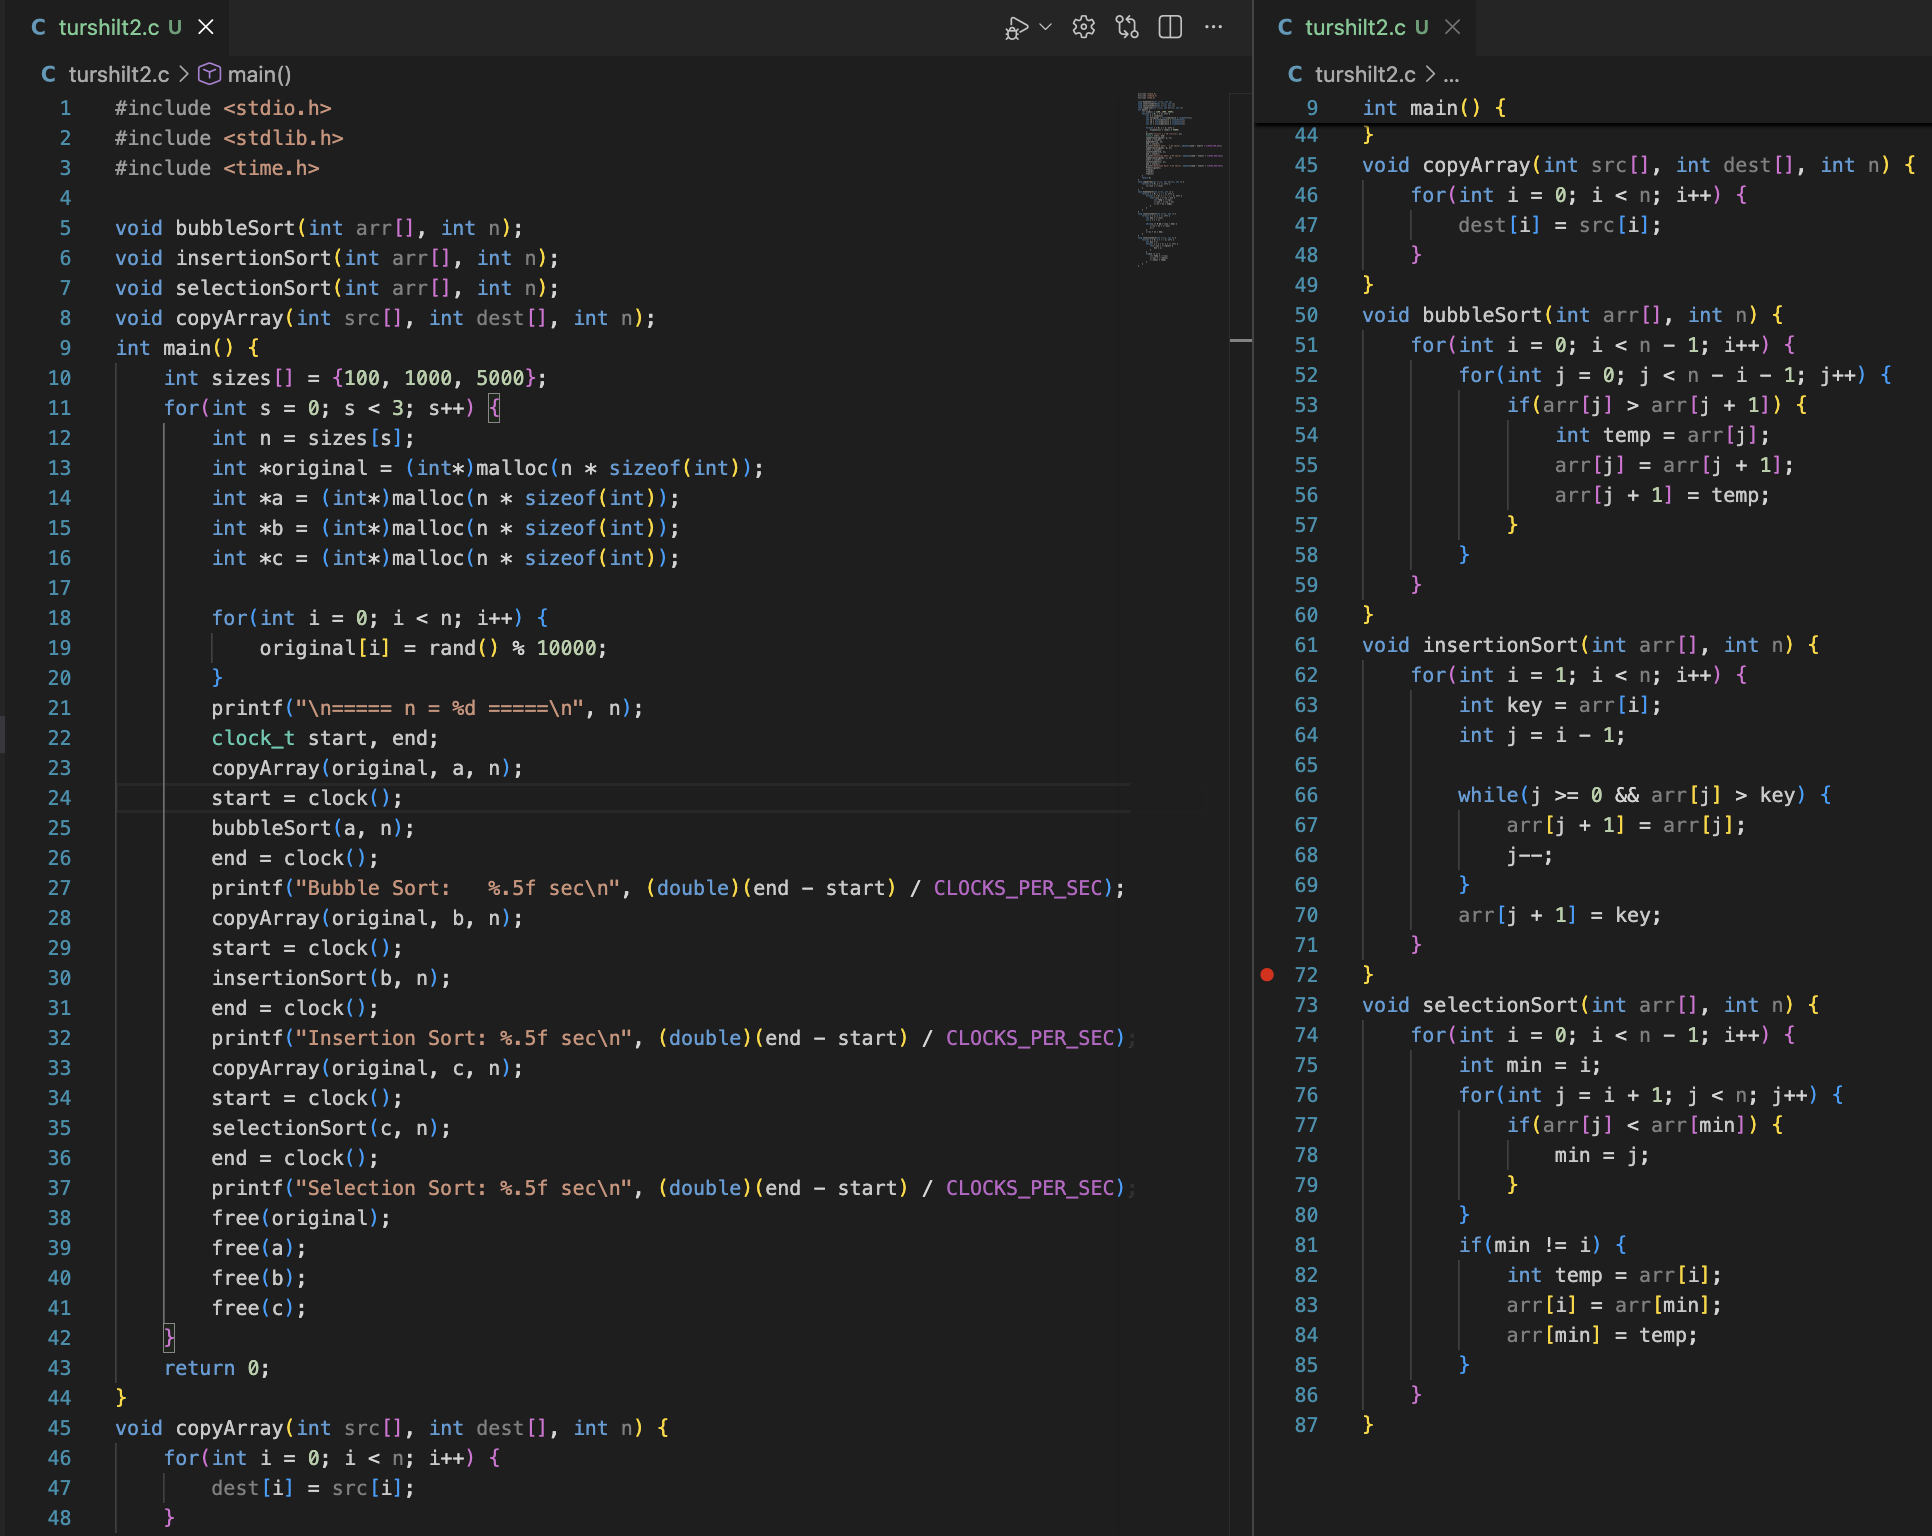 turshilt2.c U
turshilt2.c > main()
1 #include <stdio.h>
2 #include <stdlib.h>
3 #include <time.h>
4
5 void bubbleSort(int arr[], int n);
6 void insertionSort(int arr[], int n);
7 void selectionSort(int arr[], int n);
8 void copyArray(int src[], int dest[], int n);
9 int main() {
10     int sizes[] = {100, 1000, 5000};
11     for(int s = 0; s < 3; s++) {
12         int n = sizes[s];
13         int *original = (int*)malloc(n * sizeof(int));
14         int *a = (int*)malloc(n * sizeof(int));
15         int *b = (int*)malloc(n * sizeof(int));
16         int *c = (int*)malloc(n * sizeof(int));
17
18         for(int i = 0; i < n; i++) {
19             original[i] = rand() % 10000;
20         }
21         printf("\n===== n = %d =====\n", n);
22         clock_t start, end;
23         copyArray(original, a, n);
24         start = clock();
25         bubbleSort(a, n);
26         end = clock();
27         printf("Bubble Sort:   %.5f sec\n", (double)(end - start) / CLOCKS_PER_SEC);
28         copyArray(original, b, n);
29         start = clock();
30         insertionSort(b, n);
31         end = clock();
32         printf("Insertion Sort: %.5f sec\n", (double)(end - start) / CLOCKS_PER_SEC);
33         copyArray(original, c, n);
34         start = clock();
35         selectionSort(c, n);
36         end = clock();
37         printf("Selection Sort: %.5f sec\n", (double)(end - start) / CLOCKS_PER_SEC);
38         free(original);
39         free(a);
40         free(b);
41         free(c);
42     }
43     return 0;
44 }
45 void copyArray(int src[], int dest[], int n) {
46     for(int i = 0; i < n; i++) {
47         dest[i] = src[i];
48     }
turshilt2.c U
turshilt2.c > ...
9 int main() {
44 }
45 void copyArray(int src[], int dest[], int n) {
46     for(int i = 0; i < n; i++) {
47         dest[i] = src[i];
48     }
49 }
50 void bubbleSort(int arr[], int n) {
51     for(int i = 0; i < n - 1; i++) {
52         for(int j = 0; j < n - i - 1; j++) {
53             if(arr[j] > arr[j + 1]) {
54                 int temp = arr[j];
55                 arr[j] = arr[j + 1];
56                 arr[j + 1] = temp;
57             }
58         }
59     }
60 }
61 void insertionSort(int arr[], int n) {
62     for(int i = 1; i < n; i++) {
63         int key = arr[i];
64         int j = i - 1;
65
66         while(j >= 0 && arr[j] > key) {
67             arr[j + 1] = arr[j];
68             j--;
69         }
70         arr[j + 1] = key;
71     }
72 }
73 void selectionSort(int arr[], int n) {
74     for(int i = 0; i < n - 1; i++) {
75         int min = i;
76         for(int j = i + 1; j < n; j++) {
77             if(arr[j] < arr[min]) {
78                 min = j;
79             }
80         }
81         if(min != i) {
82             int temp = arr[i];
83             arr[i] = arr[min];
84             arr[min] = temp;
85         }
86     }
87 }